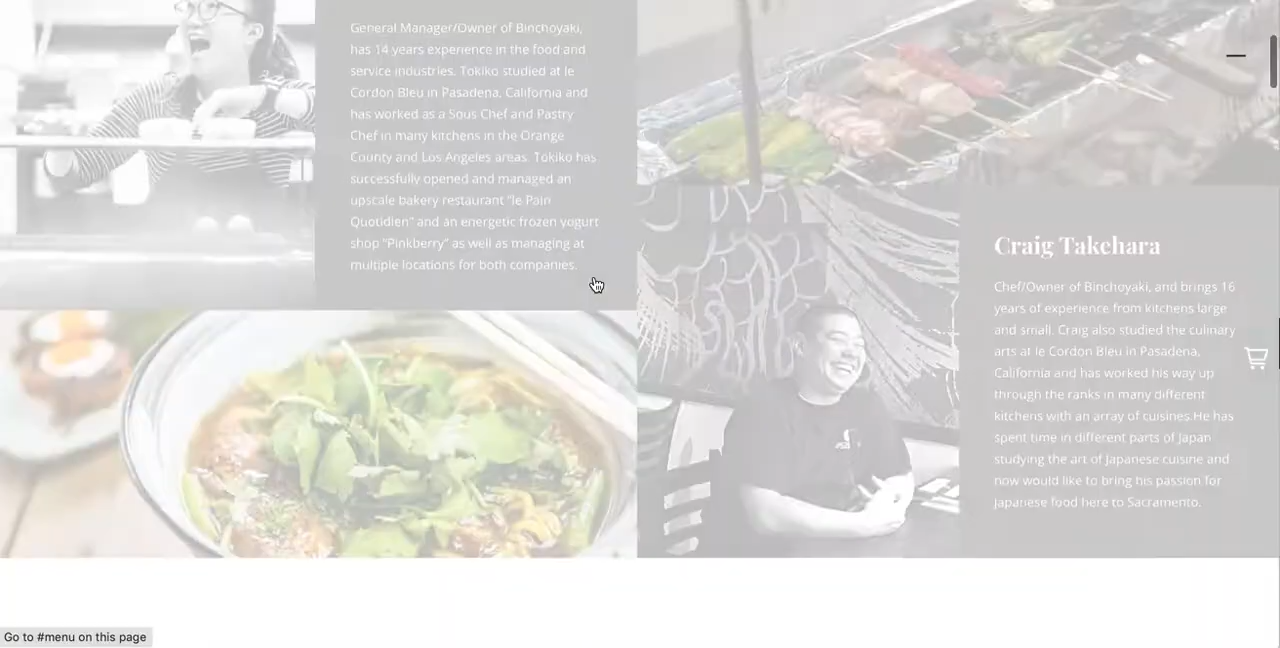 General Manager/Owner of Binchoyaki,
has 14 years experience in the food and
service industries. Tokiko studied at le
Cordon Bleu in Pasadena, California and
has worked as a Sous Chef and Pastry
Chef in many kitchens in the Orange
County and Los Angeles areas. Tokiko has
successfully opened and managed an
upscale bakery restaurant "le Pain
Quotidien" and an energetic frozen yogurt
shop "Pinkberry" as well as managing at
multiple locations for both companies.
Craig Takehara
Chef/Owner of Binchoyaki, and brings 16
years of experience from kitchens large
and small. Craig also studied the culinary
arts at le Cordon Bleu in Pasadena,
California and has worked his way up
through the ranks in many different
kitchens with an array of cuisines.He has
spent time in different parts of Japan
studying the art of Japanese cuisine and
now would like to bring his passion for
Japanese food here to Sacramento.
Go to #menu on this page